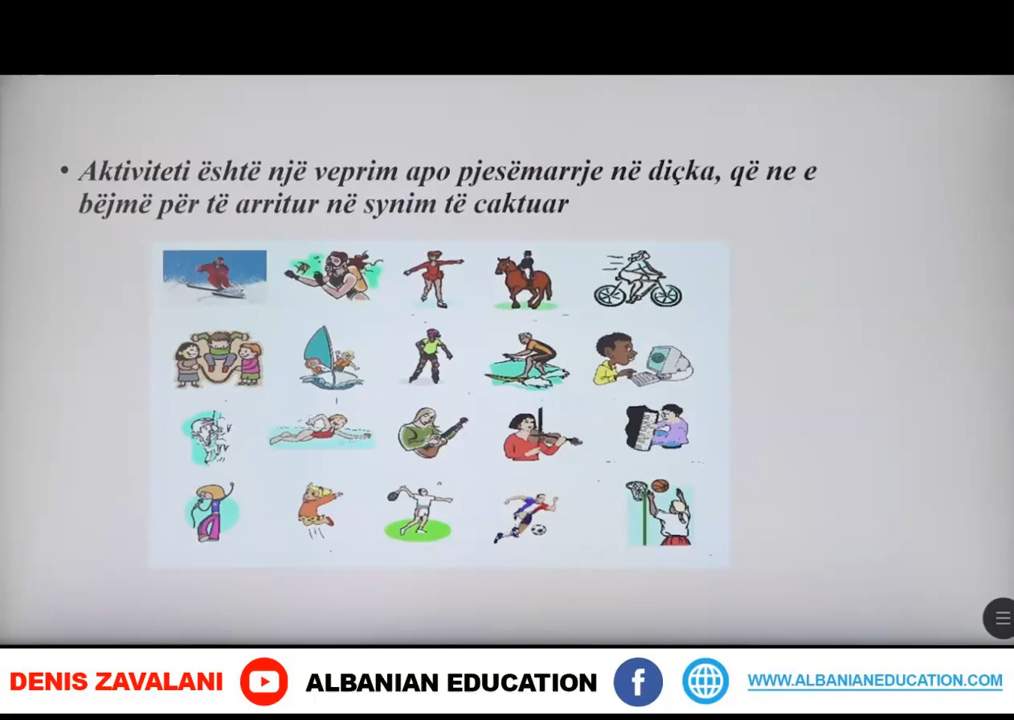 • Aktiviteti është një veprim apo pjesëmarrje në diçka, që ne e
bëjmë për të arritur në synim të caktuar
DENIS ZAVALANI
ALBANIAN EDUCATION
f
WWW.ALBANIANEDUCATION.COM